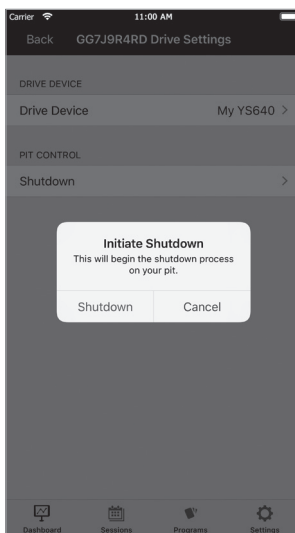 Carrier 11:00 AM
Back GG7J9R4RD Drive Settings
DRIVE DEVICE
Drive Device My YS640 >
PIT CONTROL
Shutdown >
Initiate Shutdown
This will begin the shutdown process
on your pit.
Shutdown Cancel
Dashboard Sessions Programs Settings